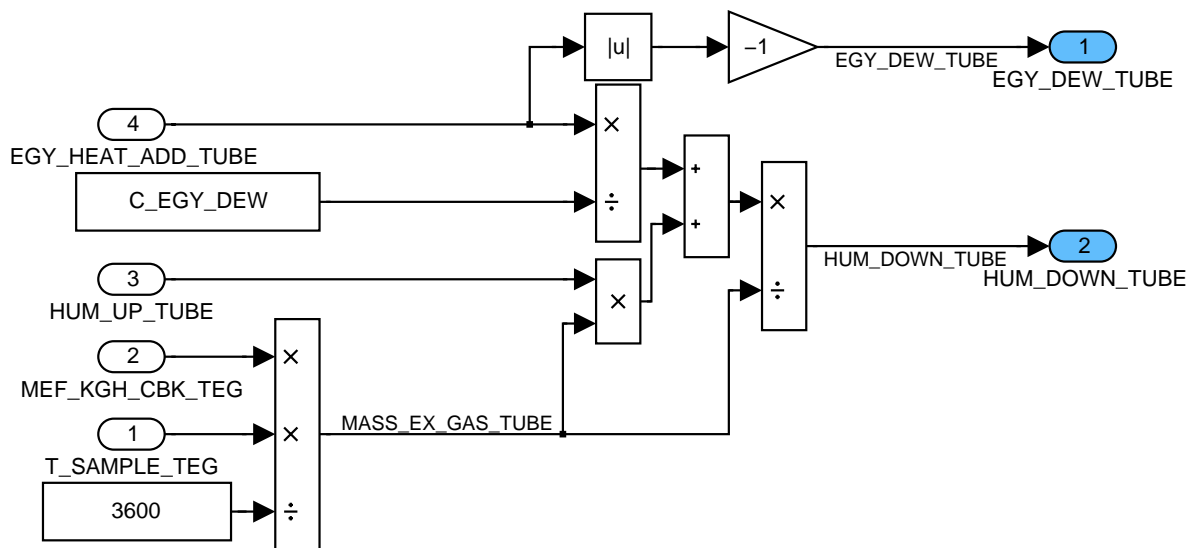 |u|
−1
EGY_DEW_TUBE
1
EGY_DEW_TUBE
4
EGY_HEAT_ADD_TUBE
×
÷
C_EGY_DEW
+
+
×
÷
HUM_DOWN_TUBE
2
HUM_DOWN_TUBE
3
HUM_UP_TUBE
×
2
MEF_KGH_CBK_TEG
×
×
÷
MASS_EX_GAS_TUBE
1
T_SAMPLE_TEG
3600